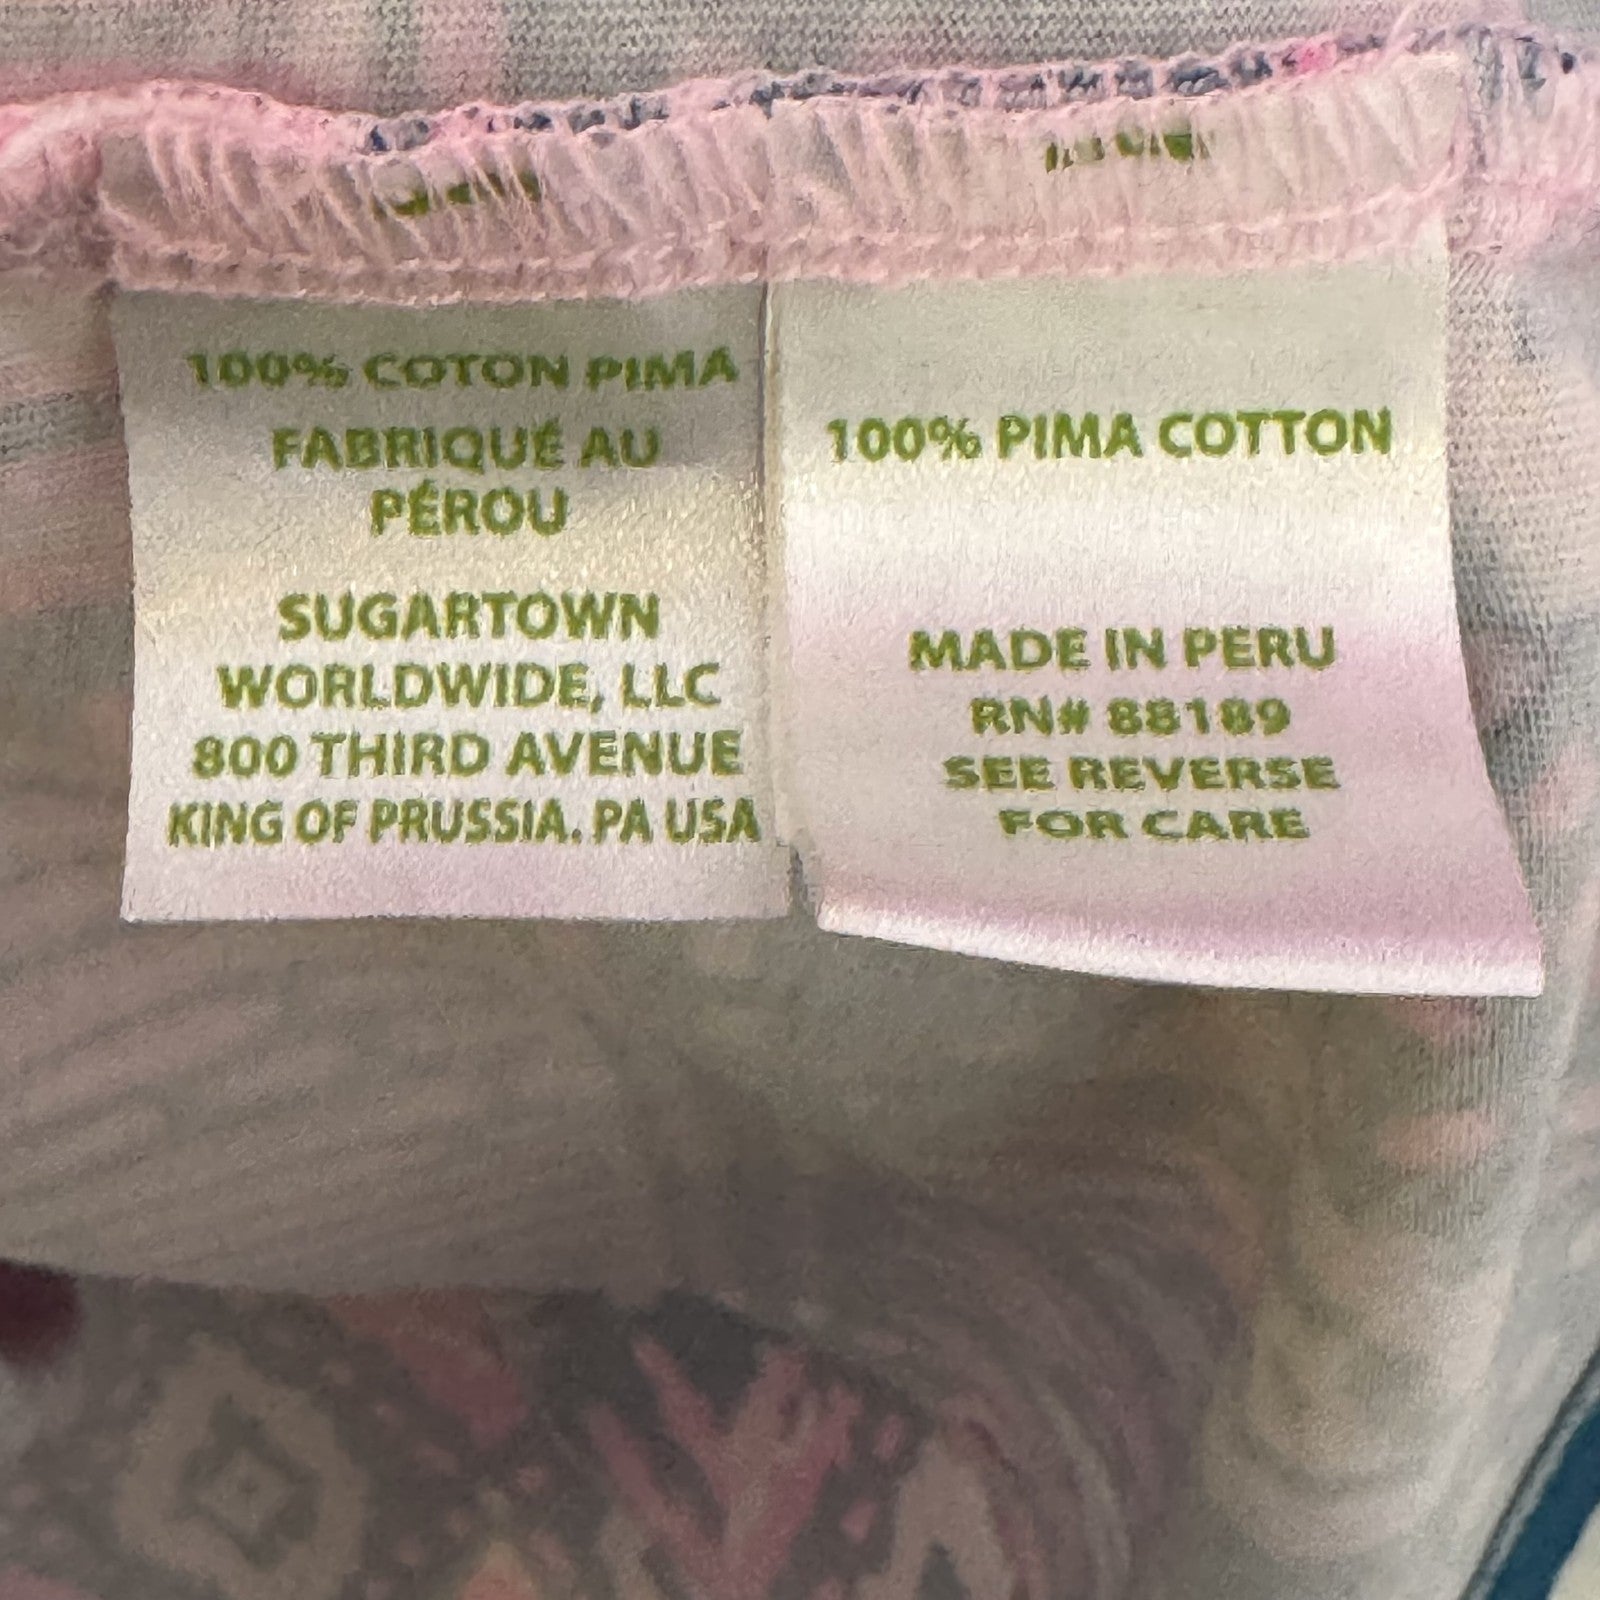 100% COTON PIMA
FABRIQUÉ AU
PÉROU
SUGARTOWN
WORLDWIDE, LLC
800 THIRD AVENUE
KING OF PRUSSIA. PA USA
100% PIMA COTTON
MADE IN PERU
RN# 88189
SEE REVERSE
FOR CARE